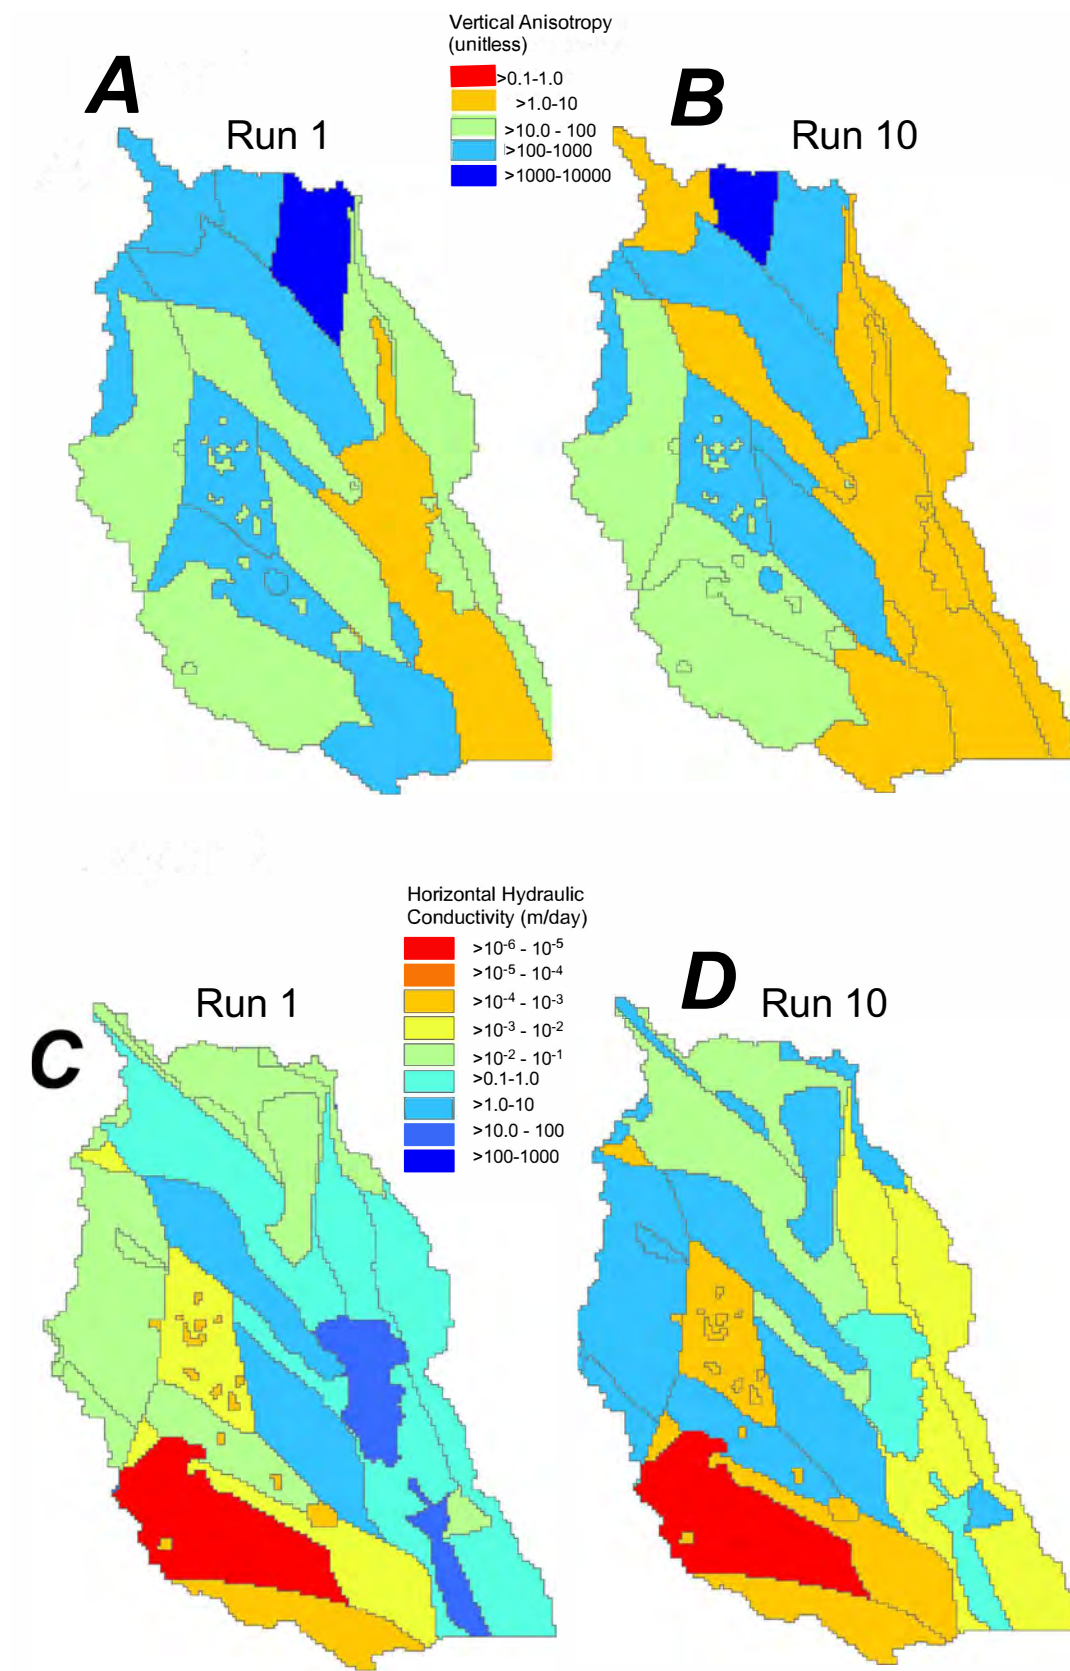 Vertical Anisotropy
(unitless)
>0.1-1.0
>1.0-10
>10.0 - 100
>100-1000
>1000-10000
A
Run 1
B
Run 10
Horizontal Hydraulic
Conductivity (m/day)
>10-6 - 10-5
>10-5 - 10-4
>10-4 - 10-3
>10-3 - 10-2
>10-2 - 10-1
>0.1-1.0
>1.0-10
>10.0 - 100
>100-1000
C
Run 1
D
Run 10